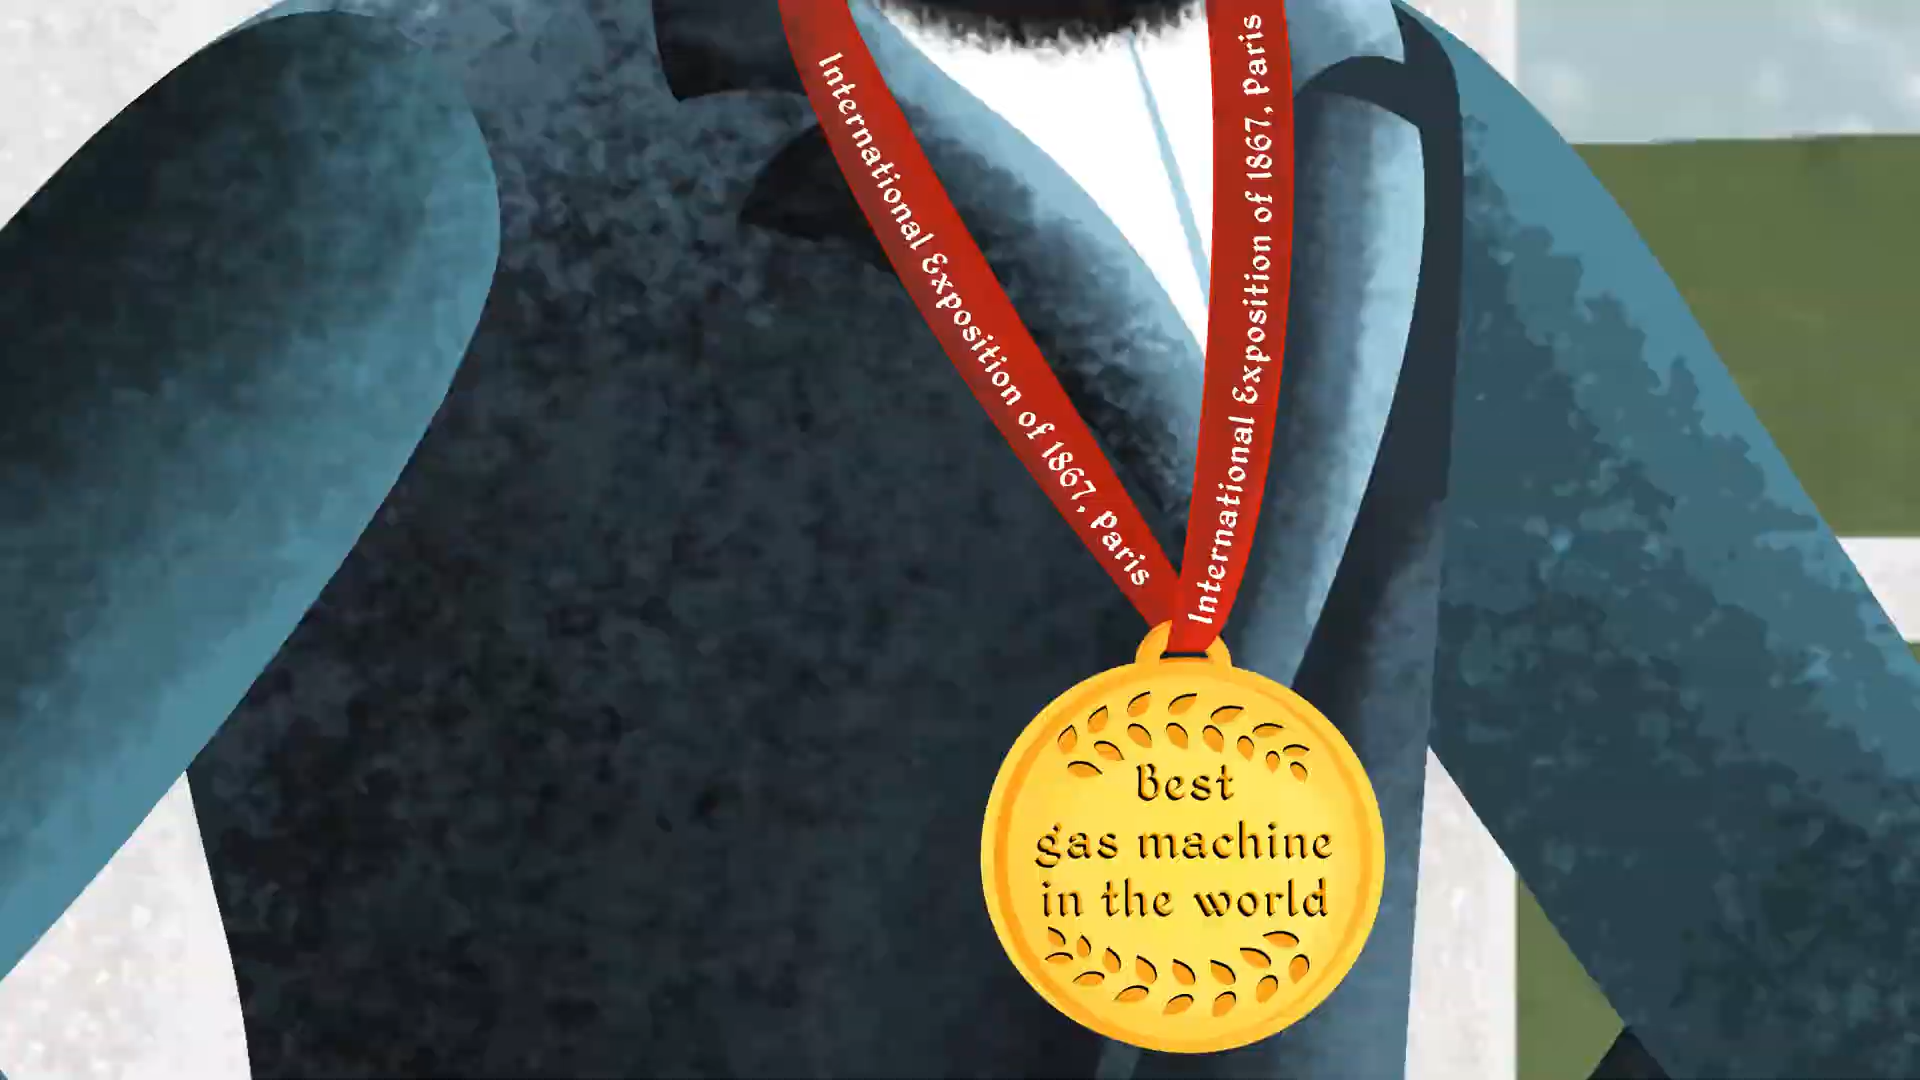 International Exposition of 1867, Paris
International Exposition of 1867, Paris
Best
gas machine
in the world